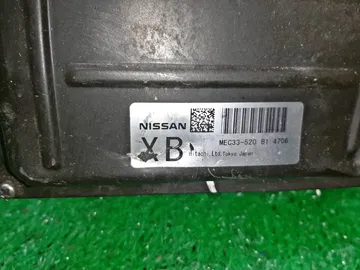 NISSAN
XB MEC33-520 B1 4706
Hitachi,Ltd.Tokyo Japan